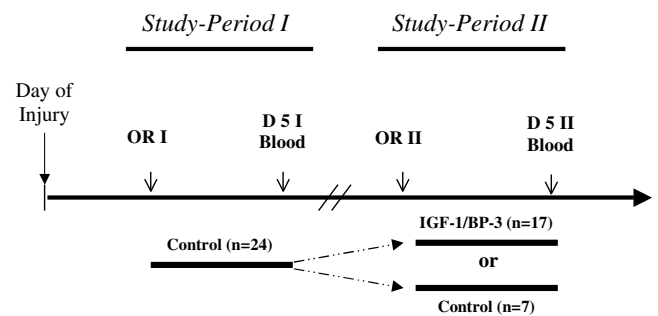 Study-Period I
Study-Period II
Day of
Injury
OR I
D 5 I
Blood
OR II
D 5 II
Blood
Control (n=24)
IGF-1/BP-3 (n=17)
or
Control (n=7)